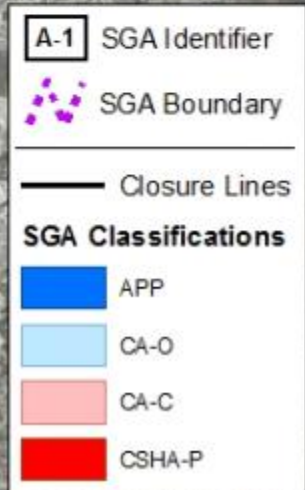 A-1 SGA Identifier
SGA Boundary
Closure Lines
SGA Classifications
APP
CA-O
CA-C
CSHA-P